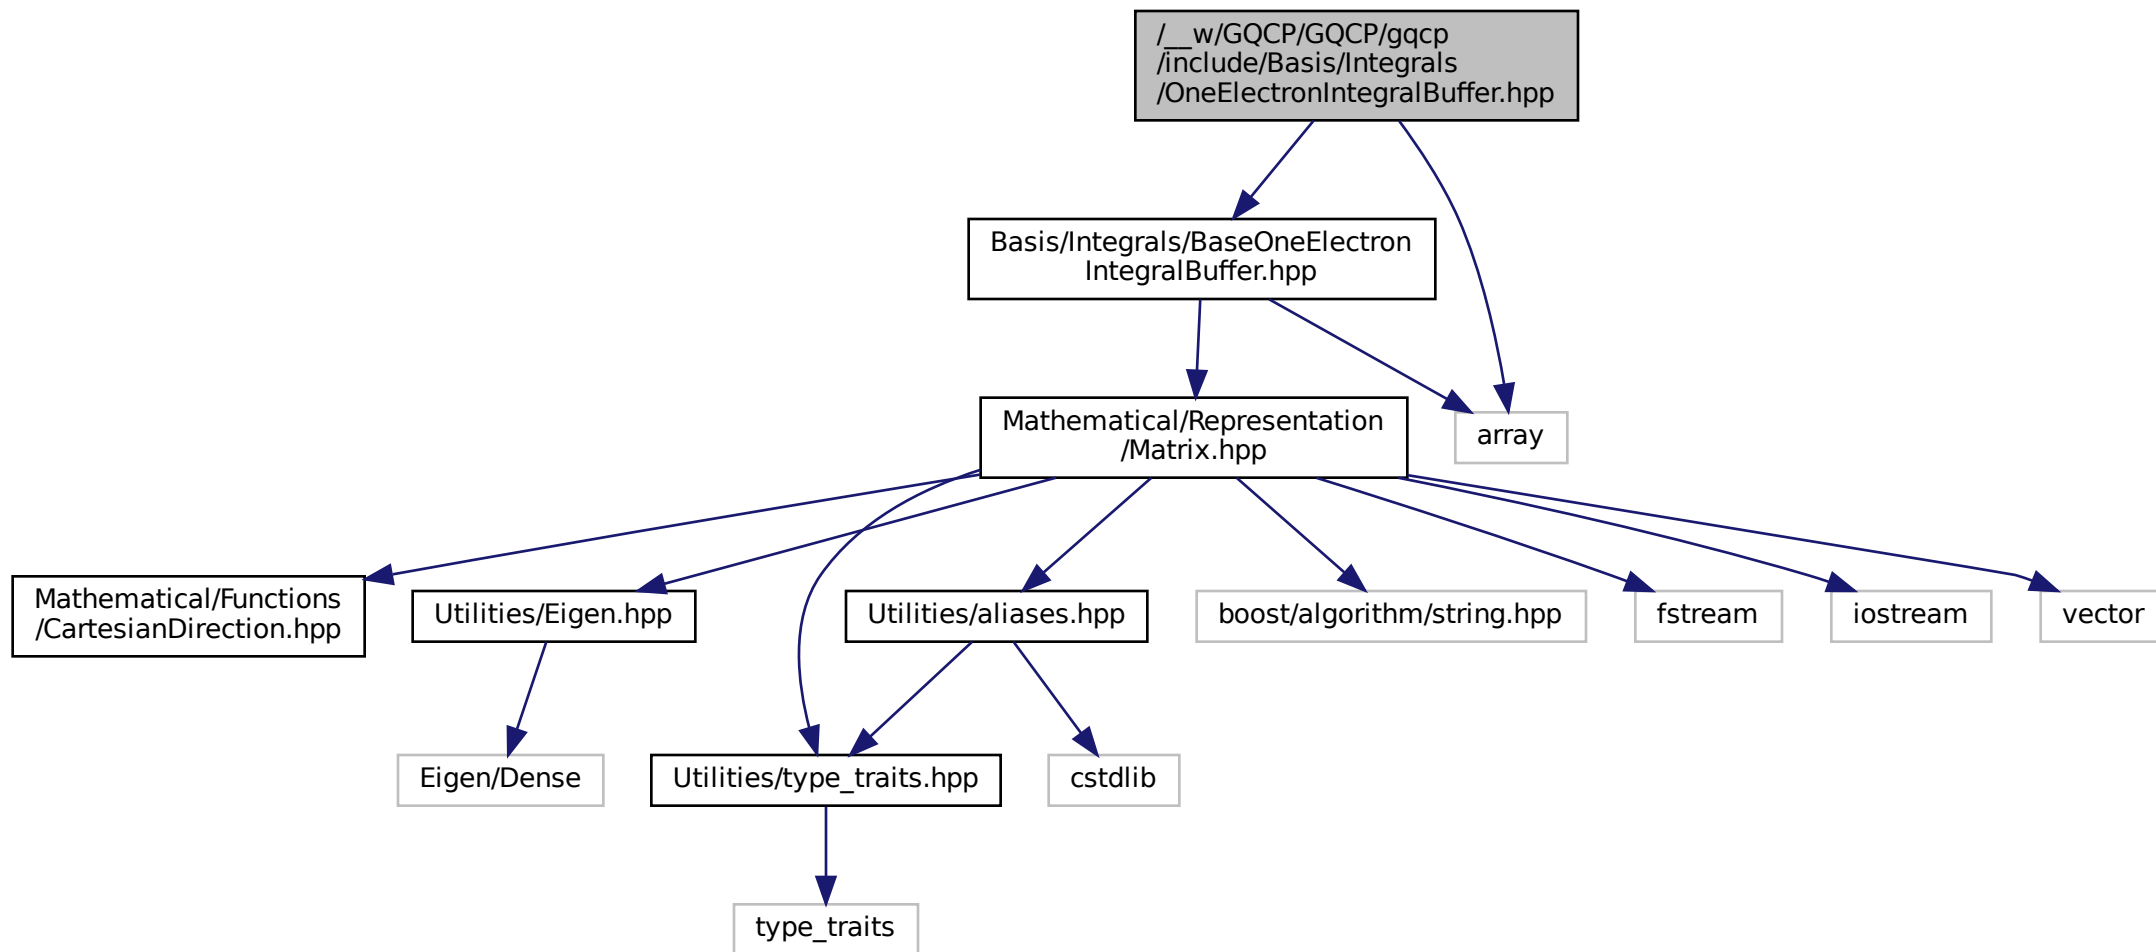 /__w/GQCP/GQCP/gqcp
/include/Basis/Integrals
/OneElectronIntegralBuffer.hpp
Basis/Integrals/BaseOneElectron
IntegralBuffer.hpp
Mathematical/Representation
/Matrix.hpp
array
Mathematical/Functions
/CartesianDirection.hpp
Utilities/Eigen.hpp
Utilities/aliases.hpp
boost/algorithm/string.hpp
fstream
iostream
vector
Eigen/Dense
Utilities/type_traits.hpp
cstdlib
type_traits